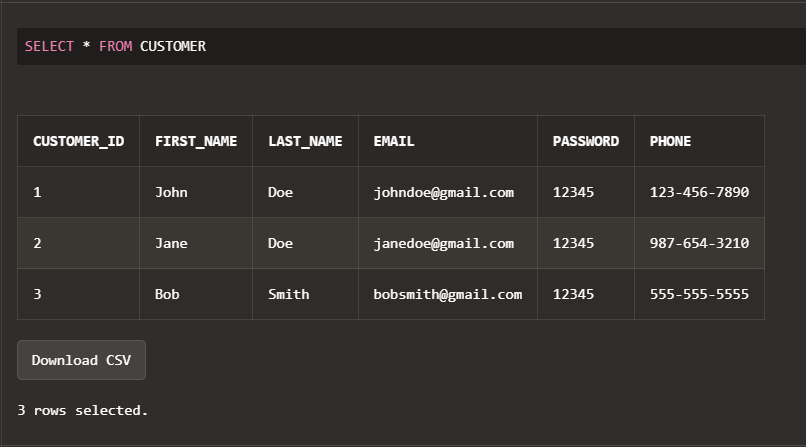 SELECT * FROM CUSTOMER
CUSTOMER_ID FIRST_NAME LAST_NAME EMAIL PASSWORD PHONE
1 John Doe johndoe@gmail.com 12345 123-456-7890
2 Jane Doe janedoe@gmail.com 12345 987-654-3210
3 Bob Smith bobsmith@gmail.com 12345 555-555-5555
Download CSV
3 rows selected.